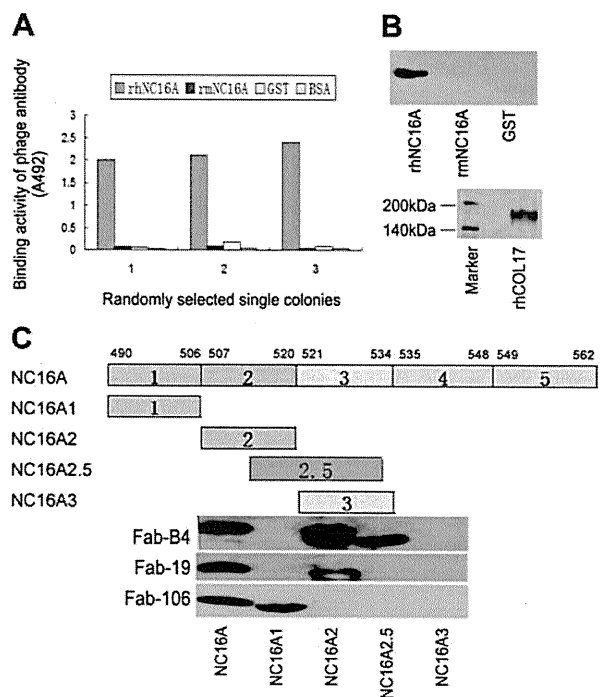 A
rhNC16A rmNC16A GST BSA
Binding activity of phage antibody
(A492)
3
2.5
2
1.5
1
0.5
0
1 2 3
Randomly selected single colonies
B
rhNC16A
rmNC16A
GST
200kDa
140kDa
Marker
rhCOL17
C
490 506 507 520 521 534 535 548 549 562
NC16A 1 2 3 4 5
NC16A1 1
NC16A2 2
NC16A2.5 2.5
NC16A3 3
Fab-B4
Fab-19
Fab-106
NC16A
NC16A1
NC16A2
NC16A2.5
NC16A3